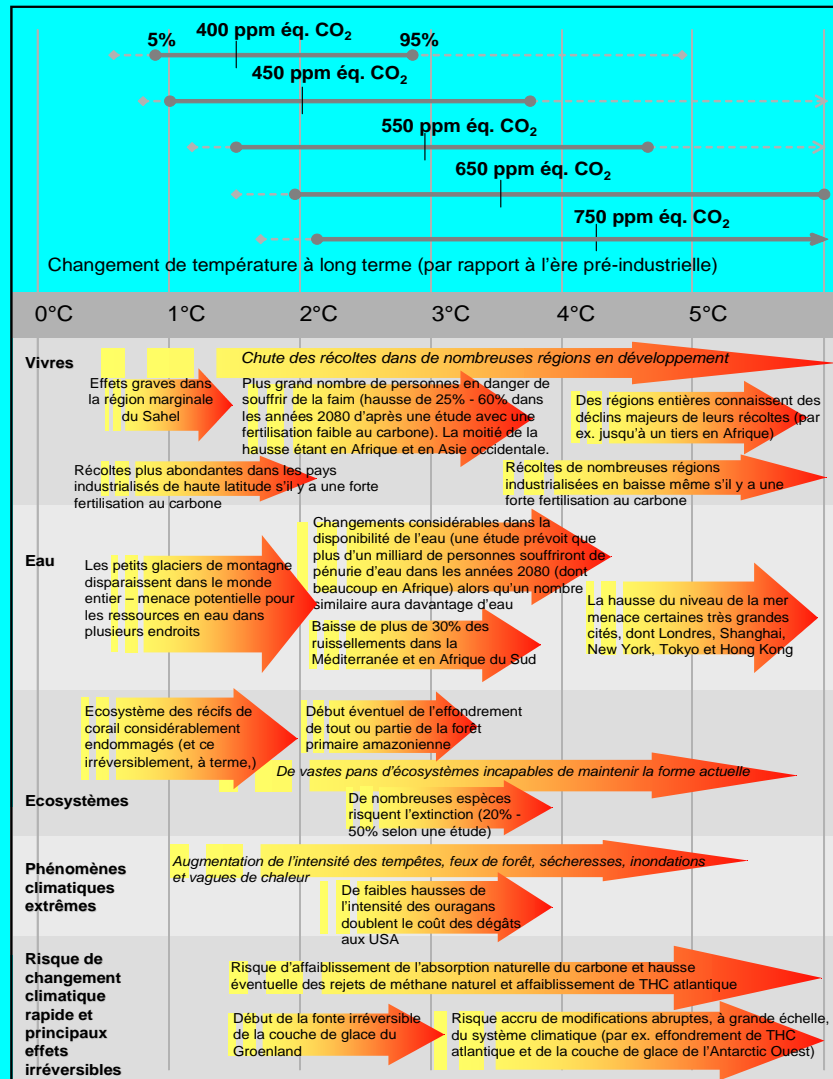 400 ppm éq. CO2
5%
95%
450 ppm éq. CO2
550 ppm éq. CO2
650 ppm éq. CO2
750 ppm éq. CO2
Changement de température à long terme (par rapport à l'ère pré-industrielle)
0°C 1°C 2°C 3°C 4°C 5°C
Vivres
Chute des récoltes dans de nombreuses régions en développement
Effets graves dans
la région marginale
du Sahel
Plus grand nombre de personnes en danger de
souffrir de la faim (hausse de 25% - 60% dans
les années 2080 d'après une étude avec une
fertilisation faible au carbone). La moitié de la
hausse étant en Afrique et en Asie occidentale.
Des régions entières connaissent des
déclins majeurs de leurs récoltes (par
ex. jusqu'à un tiers en Afrique)
Récoltes plus abondantes dans les pays
industrialisés de haute latitude s'il y a une forte
fertilisation au carbone
Récoltes de nombreuses régions
industrialisées en baisse même s'il y a une
forte fertilisation au carbone
Eau
Les petits glaciers de montagne
disparaissent dans le monde
entier – menace potentielle pour
les ressources en eau dans
plusieurs endroits
Changements considérables dans la
disponibilité de l'eau (une étude prévoit que
plus d'un milliard de personnes souffriront de
pénurie d'eau dans les années 2080 (dont
beaucoup en Afrique) alors qu'un nombre
similaire aura davantage d'eau
Baisse de plus de 30% des
ruissellements dans la
Méditerranée et en Afrique du Sud
La hausse du niveau de la mer
menace certaines très grandes
cités, dont Londres, Shanghai,
New York, Tokyo et Hong Kong
Ecosystèmes
Ecosystème des récifs de
corail considérablement
endommagés (et ce
irréversiblement, à terme,)
Début éventuel de l'effondrement
de tout ou partie de la forêt
primaire amazonienne
De vastes pans d'écosystèmes incapables de maintenir la forme actuelle
De nombreuses espèces
risquent l'extinction (20% -
50% selon une étude)
Phénomènes
climatiques
extrêmes
Augmentation de l'intensité des tempêtes, feux de forêt, sécheresses, inondations
et vagues de chaleur
De faibles hausses de
l'intensité des ouragans
doublent le coût des dégâts
aux USA
Risque de
changement
climatique
rapide et
principaux
effets
irréversibles
Risque d'affaiblissement de l'absorption naturelle du carbone et hausse
éventuelle des rejets de méthane naturel et affaiblissement de THC atlantique
Début de la fonte irréversible
de la couche de glace du
Groenland
Risque accru de modifications abruptes, à grande échelle,
du système climatique (par ex. effondrement de THC
atlantique et de la couche de glace de l'Antarctic Ouest)